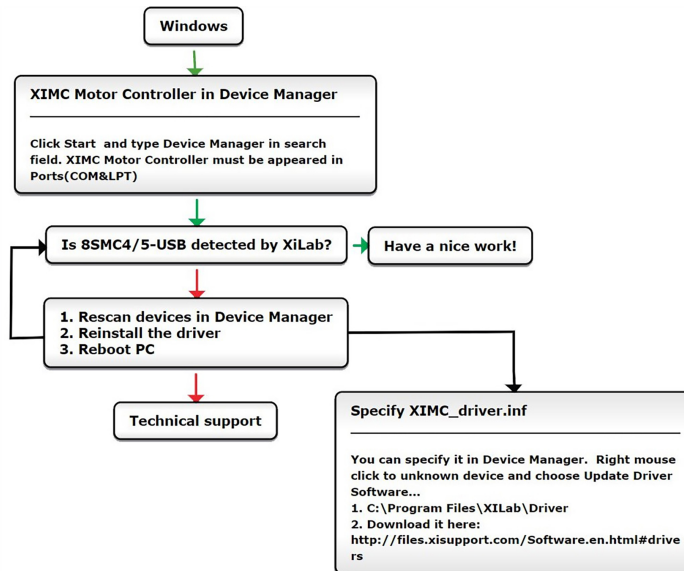 Windows
XIMC Motor Controller in Device Manager
Click Start and type Device Manager in search
field. XIMC Motor Controller must be appeared in
Ports(COM&LPT)
Is 8SMC4/5-USB detected by XiLab?
Have a nice work!
1. Rescan devices in Device Manager
2. Reinstall the driver
3. Reboot PC
Technical support
Specify XIMC_driver.inf
You can specify it in Device Manager. Right mouse
click to unknown device and choose Update Driver
Software...
1. C:\Program Files\XILab\Driver
2. Download it here:
http://files.xisupport.com/Software.en.html#drive
rs